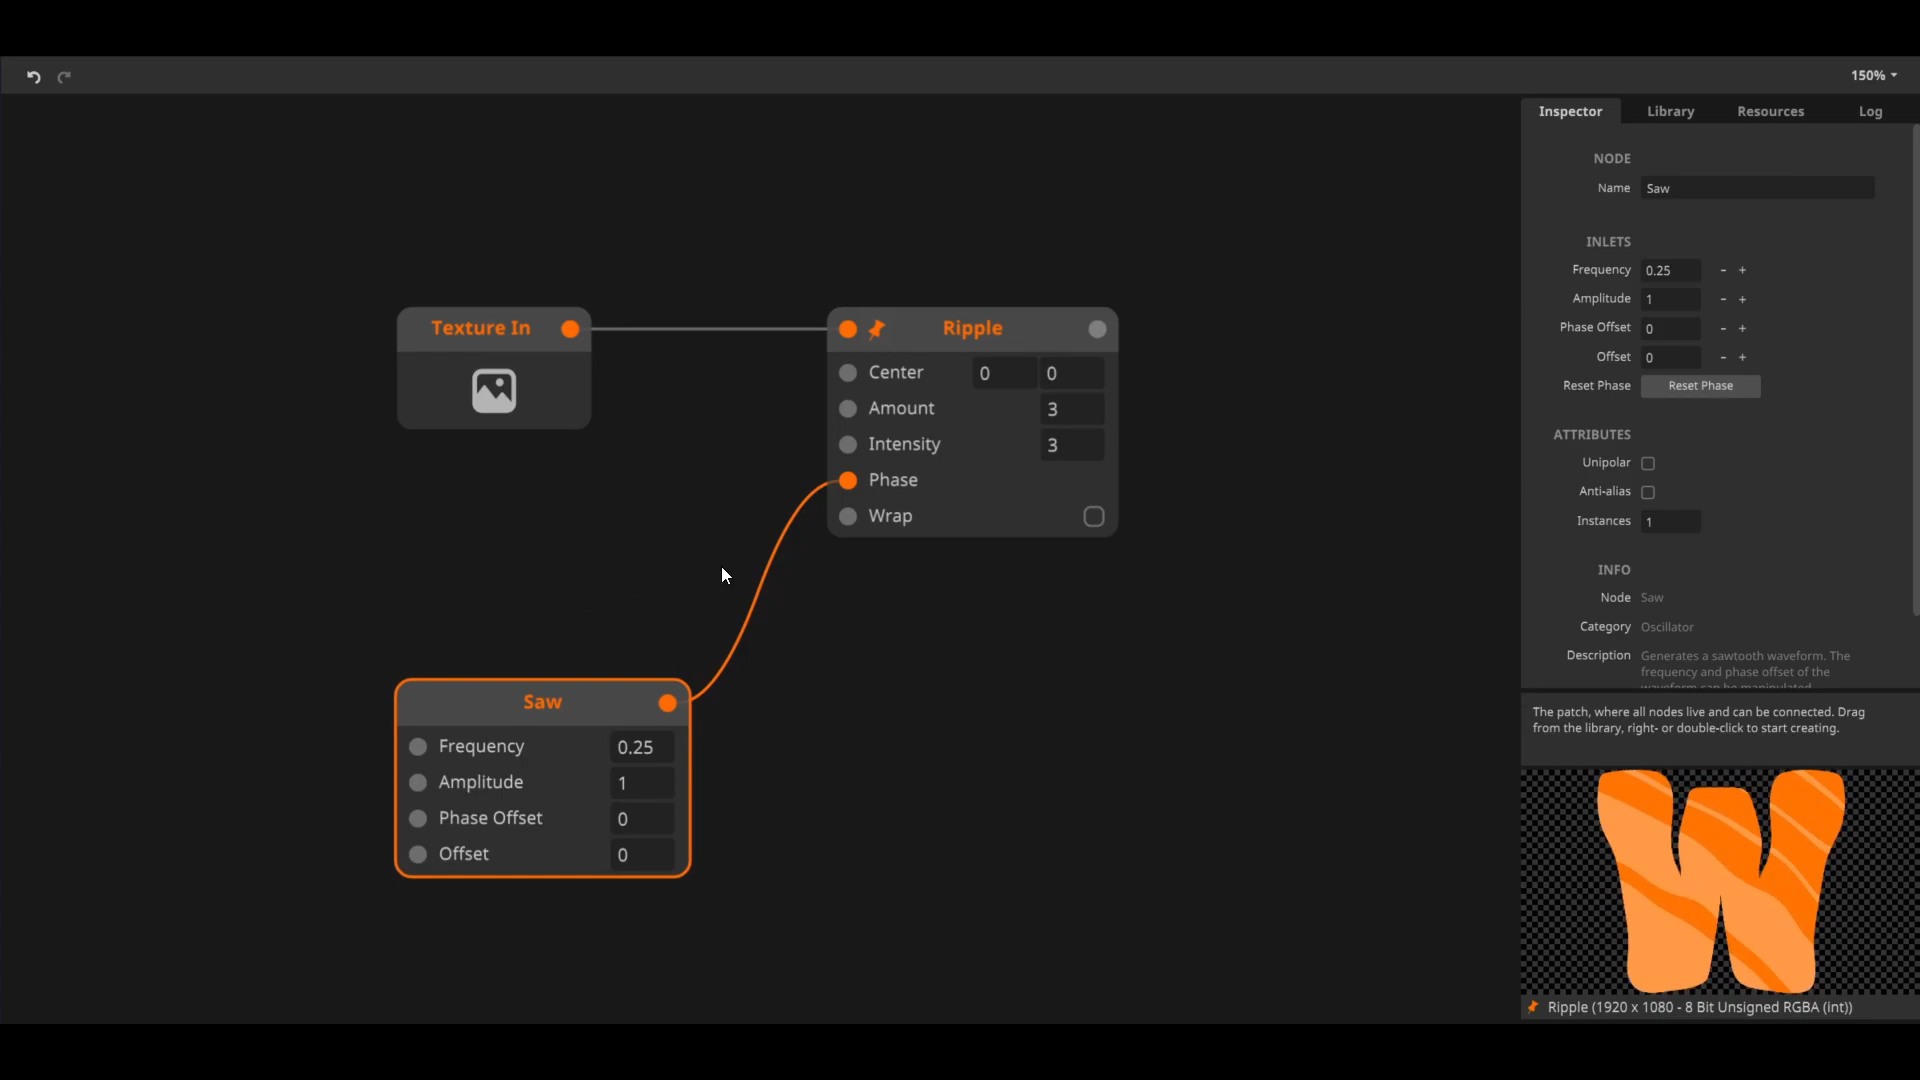 150%
Inspector Library Resources Log
NODE
Name Saw
INLETS
Frequency 0.25 - +
Amplitude 1 - +
Phase Offset 0 - +
Offset 0 - +
Reset Phase Reset Phase
ATTRIBUTES
Unipolar
Anti-alias
Instances 1
INFO
Node Saw
Category Oscillator
Description Generates a sawtooth waveform. The
frequency and phase offset of the
waveform can be manipulated
The patch, where all nodes live and can be connected. Drag
from the library, right- or double-click to start creating.
W
Ripple (1920 x 1080 - 8 Bit Unsigned RGBA (int))
Texture In
Ripple
Center 0 0
Amount 3
Intensity 3
Phase
Wrap
Saw
Frequency 0.25
Amplitude 1
Phase Offset 0
Offset 0